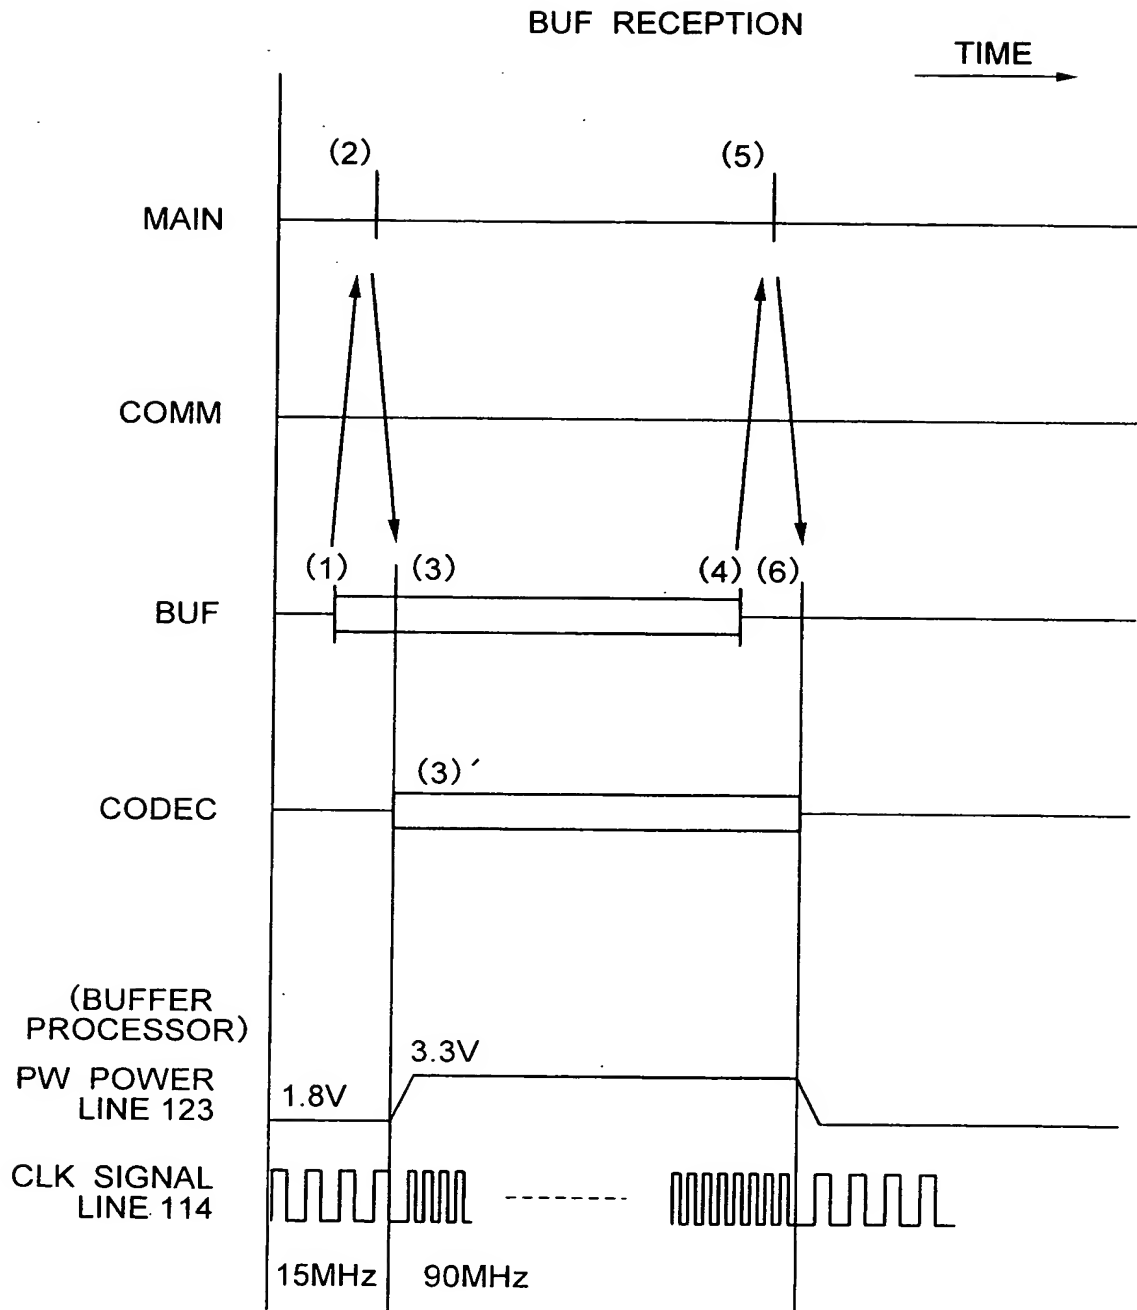 BUF RECEPTION
TIME
(2)
(5)
MAIN
COMM
(1)
(3)
(4)
(6)
BUF
(3)′
CODEC
(BUFFER
PROCESSOR)
3.3V
PW POWER
LINE 123
1.8V
CLK SIGNAL
LINE 114
15MHz
90MHz